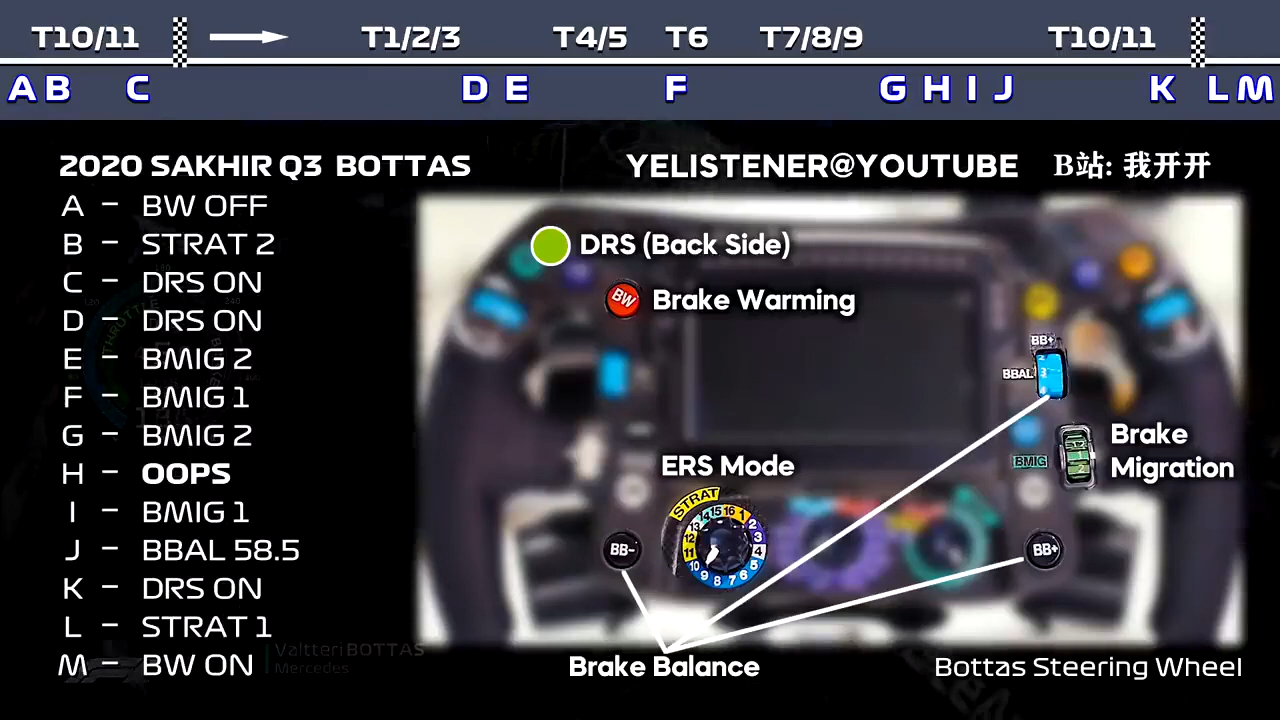 T10/11 T1/2/3 T4/5 T6 T7/8/9 T10/11
A B C D E F G H I J K L M
2020 SAKHIR Q3 BOTTAS
YELISTENER@YOUTUBE B站: 我开开
A - BW OFF
B - STRAT 2
C - DRS ON
D - DRS ON
E - BMIG 2
F - BMIG 1
G - BMIG 2
H - OOPS
I - BMIG 1
J - BBAL 58.5
K - DRS ON
L - STRAT 1
M - BW ON
DRS (Back Side)
BW Brake Warming
BB+
BBAL
Brake
Migration
BMIG
ERS Mode
STRAT
BB-
BB+
Brake Balance
Bottas Steering Wheel
Valtteri BOTTAS
Mercedes
THROTTLE